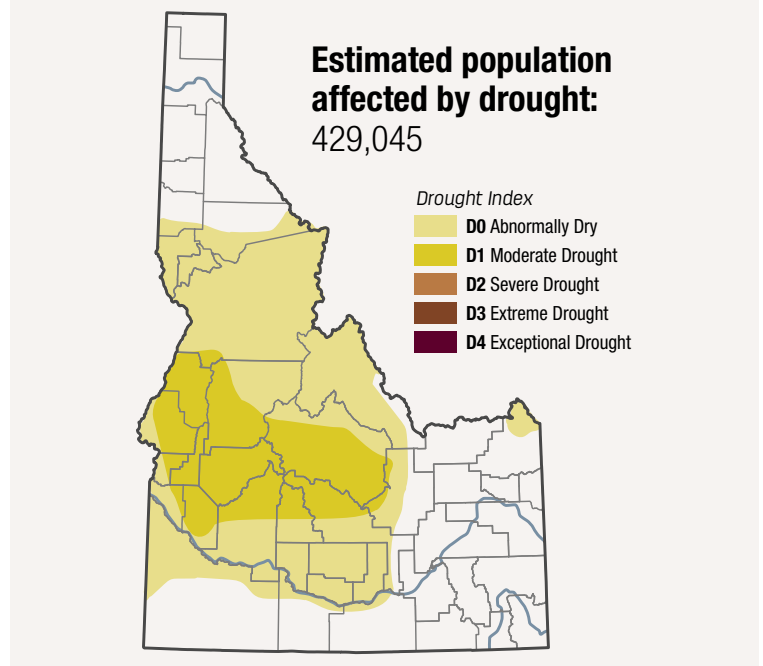 Estimated population
affected by drought:
429,045
Drought Index
D0 Abnormally Dry
D1 Moderate Drought
D2 Severe Drought
D3 Extreme Drought
D4 Exceptional Drought